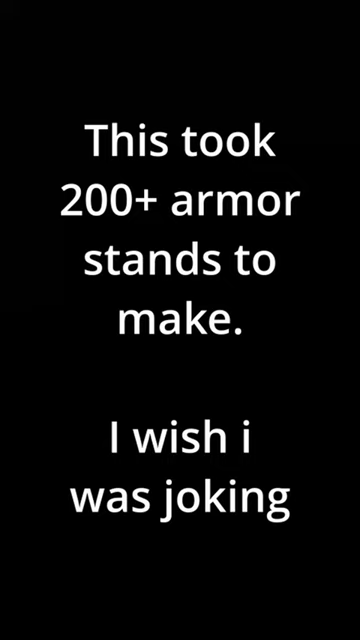 This took
200+ armor
stands to
make.
I wish i
was joking